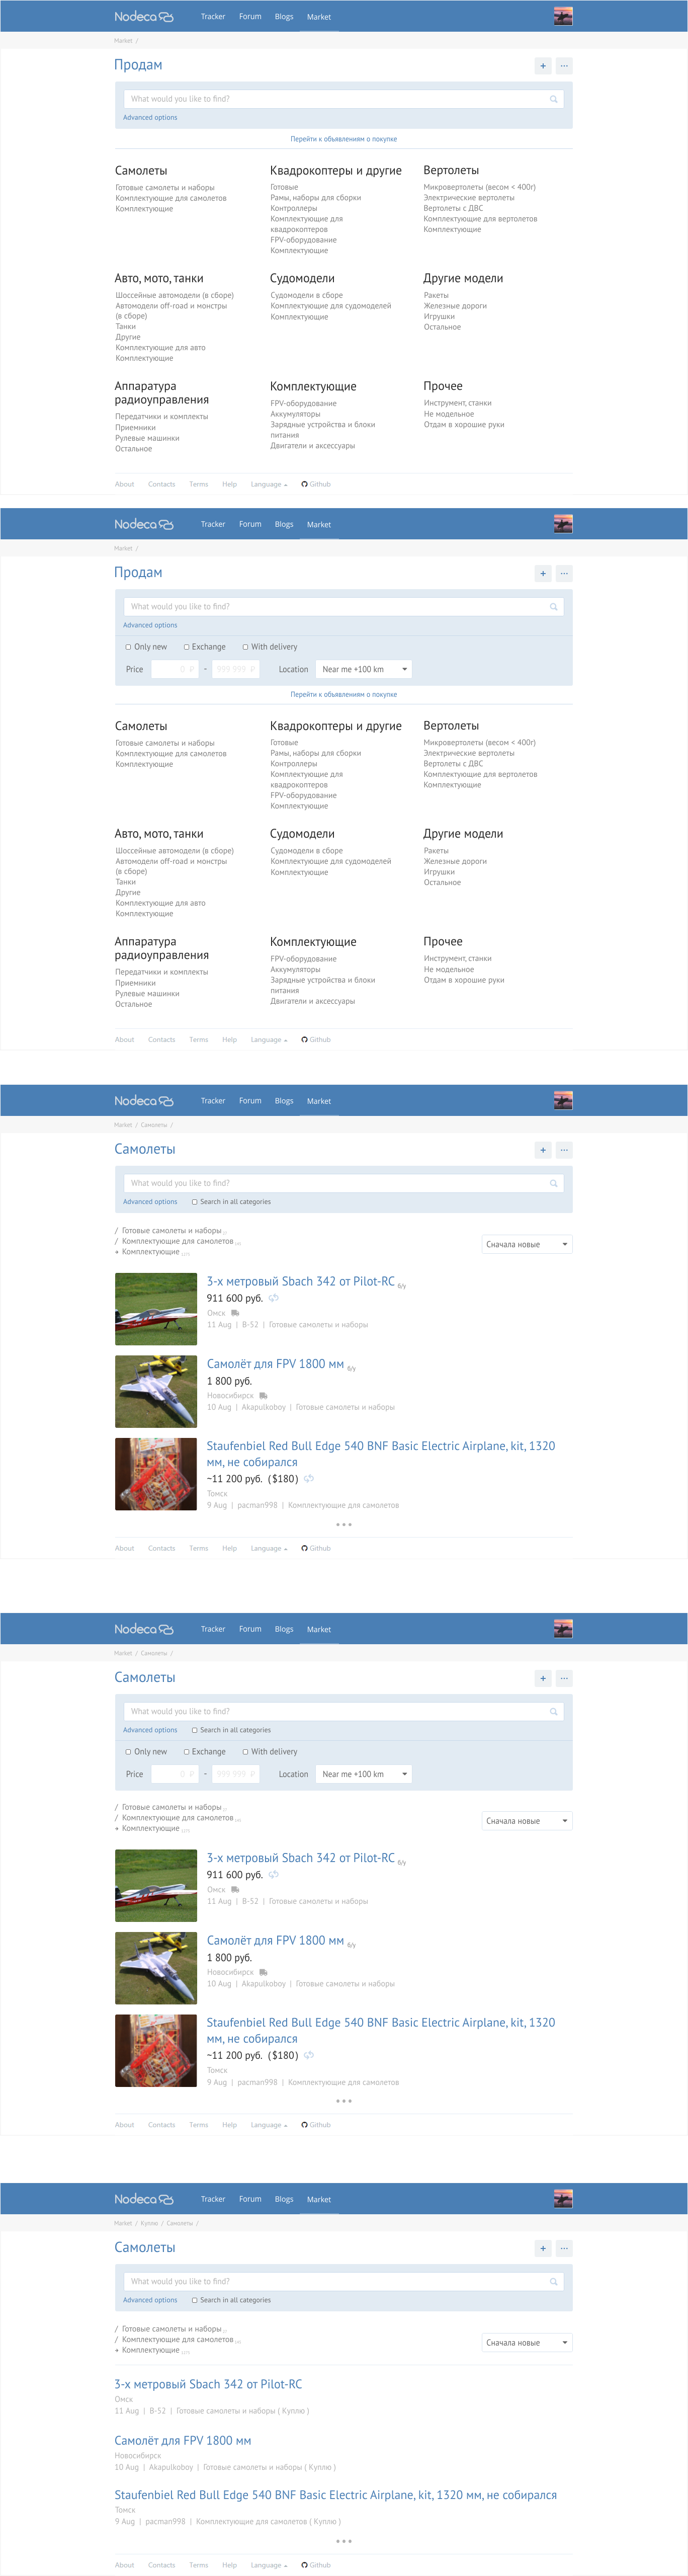 Nodeca Tracker Forum Blogs Market
Market /
Продам
+ ...
What would you like to find?
Advanced options
Перейти к объявлениям о покупке
Самолеты
Готовые самолеты и наборы
Комплектующие для самолетов
Комплектующие
Квадрокоптеры и другие
Готовые
Рамы, наборы для сборки
Контроллеры
Комплектующие для
квадрокоптеров
FPV-оборудование
Комплектующие
Вертолеты
Микровертолеты (весом < 400г)
Электрические вертолеты
Вертолеты с ДВС
Комплектующие для вертолетов
Комплектующие
Авто, мото, танки
Шоссейные автомодели (в сборе)
Автомодели off-road и монстры
(в сборе)
Танки
Другие
Комплектующие для авто
Комплектующие
Судомодели
Судомодели в сборе
Комплектующие для судомоделей
Комплектующие
Другие модели
Ракеты
Железные дороги
Игрушки
Остальное
Аппаратура
радиоуправления
Передатчики и комплекты
Приемники
Рулевые машинки
Остальное
Комплектующие
FPV-оборудование
Аккумуляторы
Зарядные устройства и блоки
питания
Двигатели и аксессуары
Прочее
Инструмент, станки
Не модельное
Отдам в хорошие руки
About Contacts Terms Help Language Github
Nodeca Tracker Forum Blogs Market
Market /
Продам
+ ...
What would you like to find?
Advanced options
Only new Exchange With delivery
Price 0 ₽ - 999 999 ₽ Location Near me +100 km
Перейти к объявлениям о покупке
Самолеты
Готовые самолеты и наборы
Комплектующие для самолетов
Комплектующие
Квадрокоптеры и другие
Готовые
Рамы, наборы для сборки
Контроллеры
Комплектующие для
квадрокоптеров
FPV-оборудование
Комплектующие
Вертолеты
Микровертолеты (весом < 400г)
Электрические вертолеты
Вертолеты с ДВС
Комплектующие для вертолетов
Комплектующие
Авто, мото, танки
Шоссейные автомодели (в сборе)
Автомодели off-road и монстры
(в сборе)
Танки
Другие
Комплектующие для авто
Комплектующие
Судомодели
Судомодели в сборе
Комплектующие для судомоделей
Комплектующие
Другие модели
Ракеты
Железные дороги
Игрушки
Остальное
Аппаратура
радиоуправления
Передатчики и комплекты
Приемники
Рулевые машинки
Остальное
Комплектующие
FPV-оборудование
Аккумуляторы
Зарядные устройства и блоки
питания
Двигатели и аксессуары
Прочее
Инструмент, станки
Не модельное
Отдам в хорошие руки
About Contacts Terms Help Language Github
Nodeca Tracker Forum Blogs Market
Market / Самолеты /
Самолеты
+ ...
What would you like to find?
Advanced options Search in all categories
/ Готовые самолеты и наборы
/ Комплектующие для самолетов
+ Комплектующие
Сначала новые
3-х метровый Sbach 342 от Pilot-RC б/у
911 600 руб.
Омск
11 Aug | B-52 | Готовые самолеты и наборы
Самолёт для FPV 1800 мм б/у
1 800 руб.
Новосибирск
10 Aug | Akapulkoboy | Готовые самолеты и наборы
Staufenbiel Red Bull Edge 540 BNF Basic Electric Airplane, kit, 1320
мм, не собирался
~11 200 руб. ($180)
Томск
9 Aug | pacman998 | Комплектующие для самолетов
About Contacts Terms Help Language Github
Nodeca Tracker Forum Blogs Market
Market / Самолеты /
Самолеты
+ ...
What would you like to find?
Advanced options Search in all categories
Only new Exchange With delivery
Price 0 ₽ - 999 999 ₽ Location Near me +100 km
/ Готовые самолеты и наборы
/ Комплектующие для самолетов
+ Комплектующие
Сначала новые
3-х метровый Sbach 342 от Pilot-RC б/у
911 600 руб.
Омск
11 Aug | B-52 | Готовые самолеты и наборы
Самолёт для FPV 1800 мм б/у
1 800 руб.
Новосибирск
10 Aug | Akapulkoboy | Готовые самолеты и наборы
Staufenbiel Red Bull Edge 540 BNF Basic Electric Airplane, kit, 1320
мм, не собирался
~11 200 руб. ($180)
Томск
9 Aug | pacman998 | Комплектующие для самолетов
About Contacts Terms Help Language Github
Nodeca Tracker Forum Blogs Market
Market / Куплю / Самолеты /
Самолеты
+ ...
What would you like to find?
Advanced options Search in all categories
/ Готовые самолеты и наборы
/ Комплектующие для самолетов
+ Комплектующие
Сначала новые
3-х метровый Sbach 342 от Pilot-RC
Омск
11 Aug | B-52 | Готовые самолеты и наборы ( Куплю )
Самолёт для FPV 1800 мм
Новосибирск
10 Aug | Akapulkoboy | Готовые самолеты и наборы ( Куплю )
Staufenbiel Red Bull Edge 540 BNF Basic Electric Airplane, kit, 1320 мм, не собирался
Томск
9 Aug | pacman998 | Комплектующие для самолетов ( Куплю )
About Contacts Terms Help Language Github